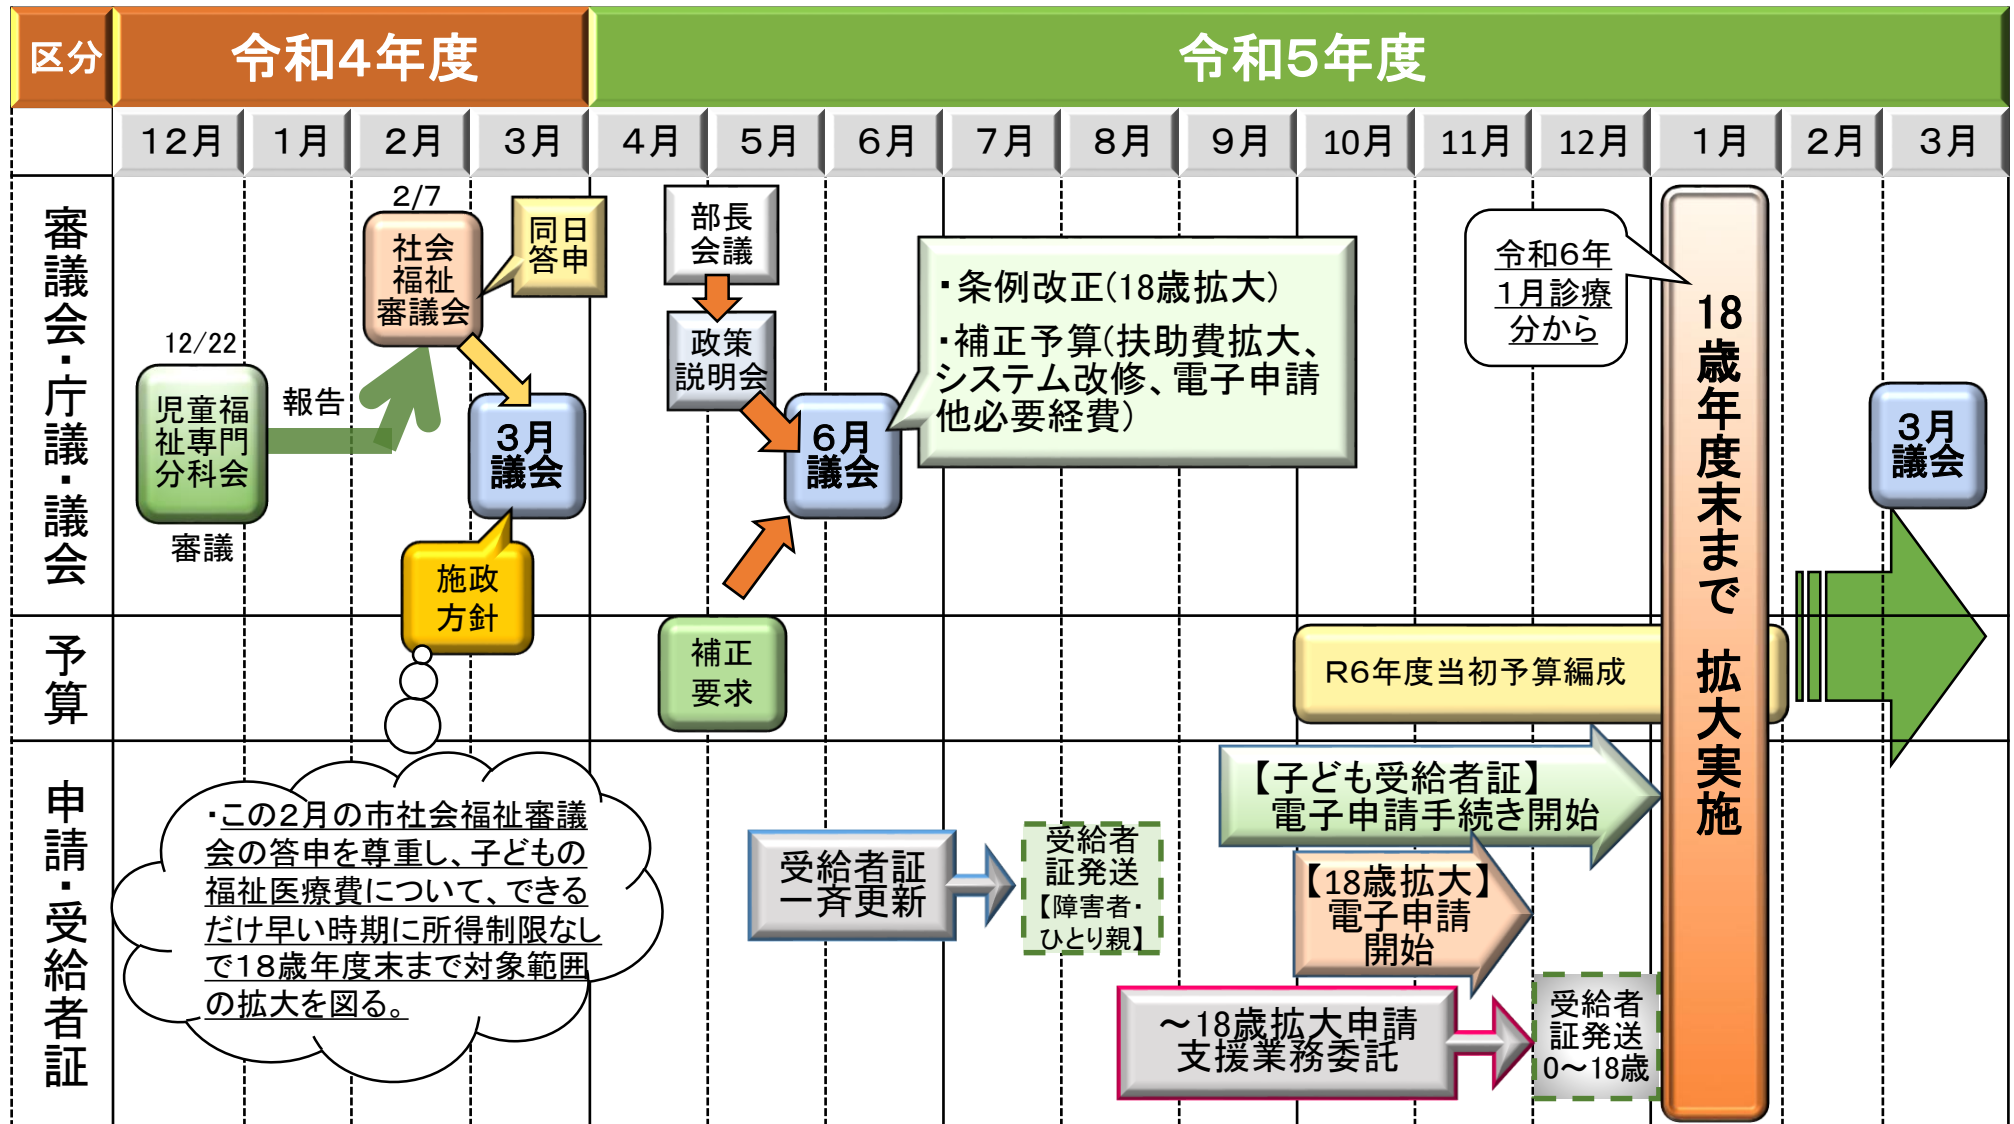 区分
令和4年度
令和5年度
12月
1月
2月
3月
4月
5月
6月
7月
8月
9月
10月
11月
12月
1月
2月
3月
審議会・庁議・議会
12/22
児童福
祉専門
分科会
審議
報告
2/7
社会
福祉
審議会
同日
答申
3月
議会
施政
方針
部長
会議
政策
説明会
6月
議会
・条例改正(18歳拡大)
・補正予算(扶助費拡大、
システム改修、電子申請
他必要経費)
令和6年
1月診療
分から
18歳年度末まで 拡大実施
3月
議会
予算
補正
要求
R6年度当初予算編成
申請・受給者証
・この2月の市社会福祉審議
会の答申を尊重し、子どもの
福祉医療費について、できる
だけ早い時期に所得制限なし
で18歳年度末まで対象範囲
の拡大を図る。
受給者証
一斉更新
受給者
証発送
【障害者・
ひとり親】
【子ども受給者証】
電子申請手続き開始
【18歳拡大】
電子申請
開始
～18歳拡大申請
支援業務委託
受給者
証発送
0～18歳